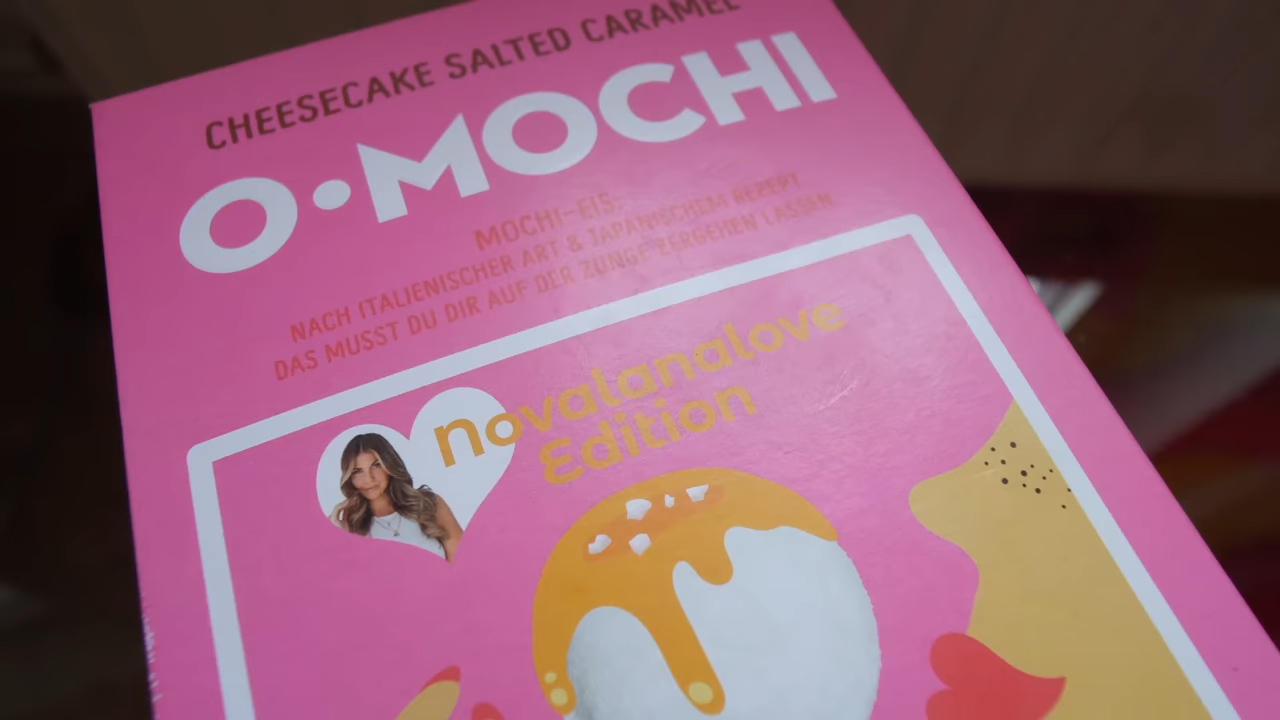 CHEESECAKE SALTED CARAMEL
O•MOCHI
MOCHI-EIS:
NACH ITALIENISCHER ART & JAPANISCHEM REZEPT
DAS MUSST DU DIR AUF DER ZUNGE ZERGEHEN LASSEN
Novalanalove
Edition